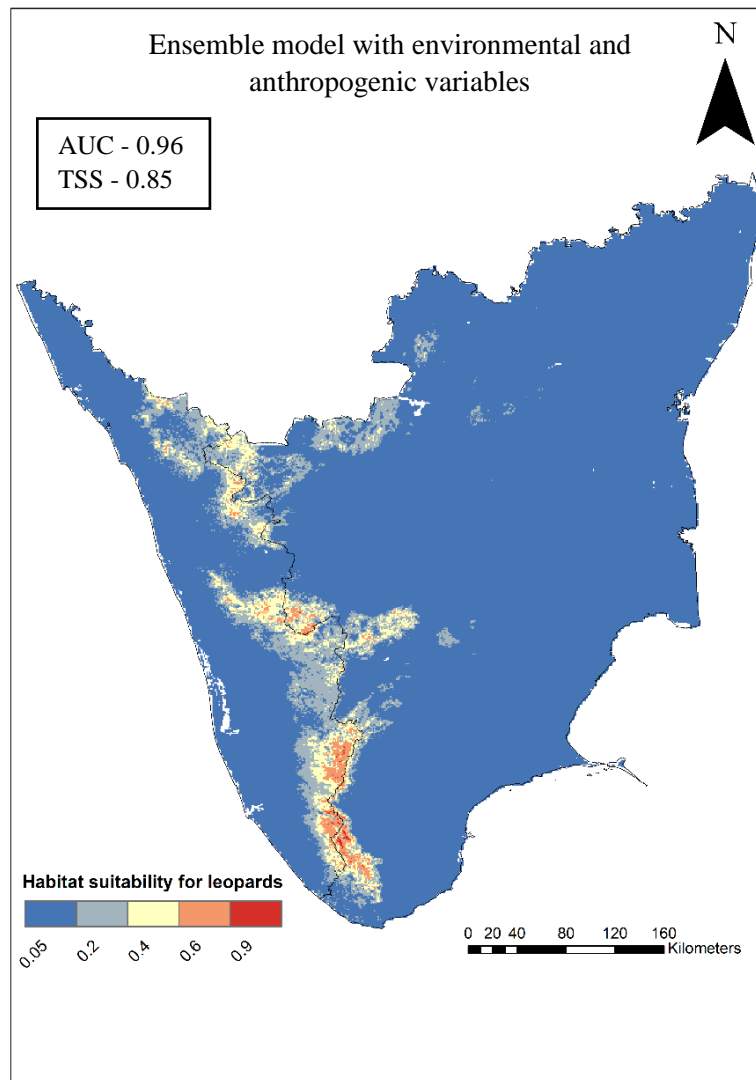 Ensemble model with environmental and
anthropogenic variables
N
AUC - 0.96
TSS - 0.85
Habitat suitability for leopards
0.05 0.2 0.4 0.6 0.9
0 10 20 40 80 120 160
Kilometers